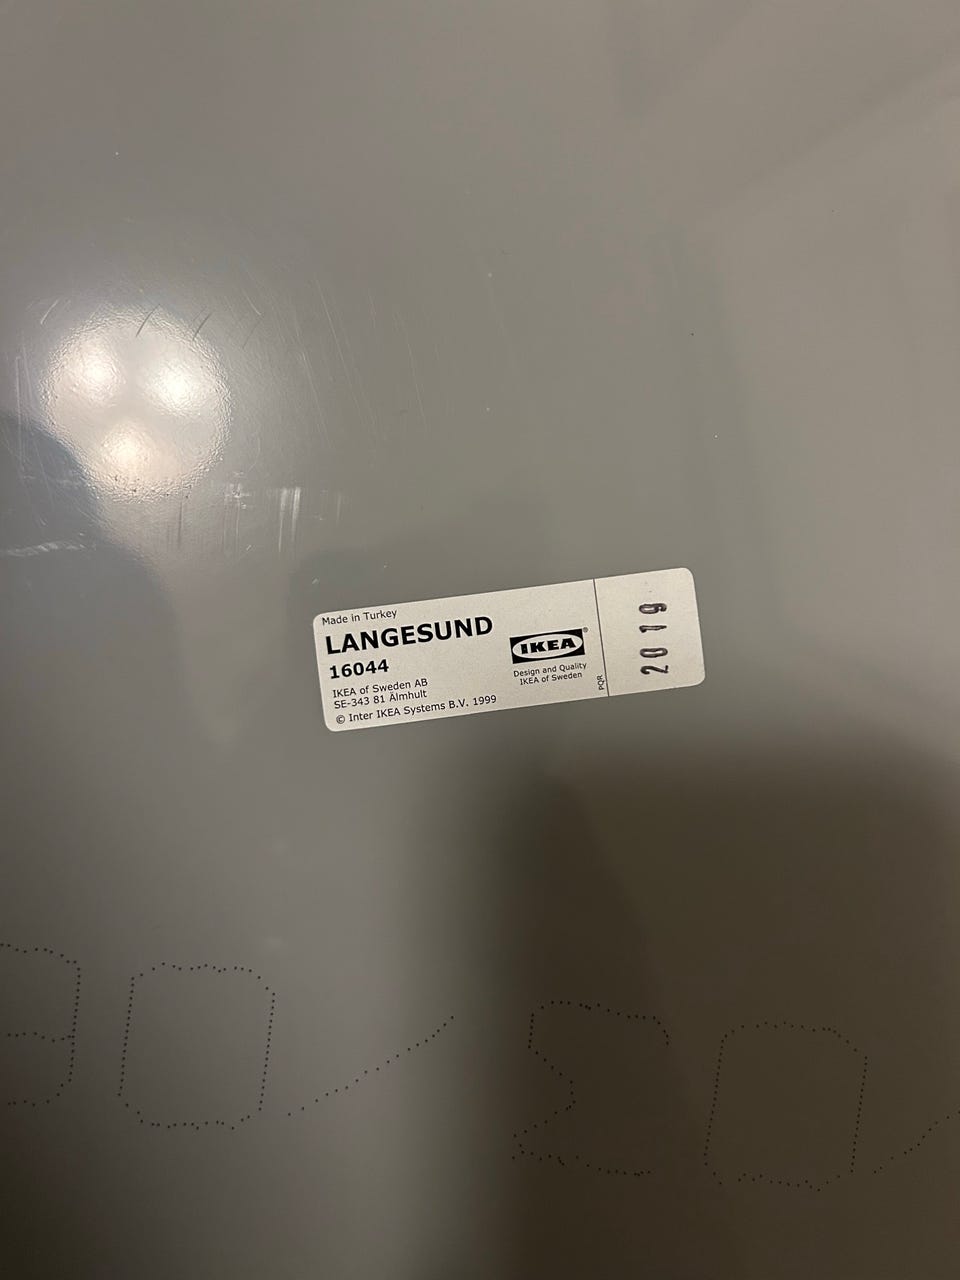 Made in Turkey
LANGESUND
16044
IKEA of Sweden AB
SE-343 81 Älmhult
© Inter IKEA Systems B.V. 1999
IKEA®
Design and Quality
IKEA of Sweden
PQR
2019